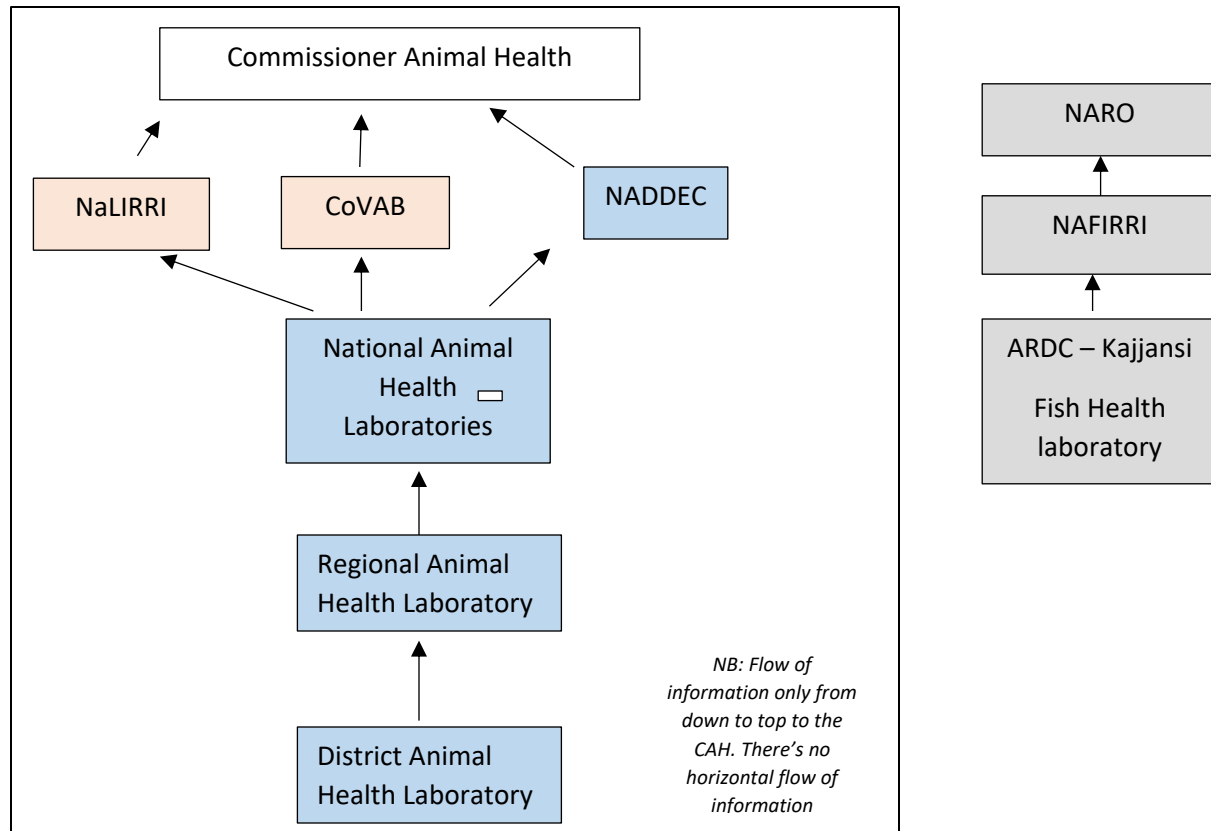 Commissioner Animal Health
NaLIRRI
CoVAB
NADDEC
National Animal
Health
Laboratories
Regional Animal
Health Laboratory
District Animal
Health Laboratory
NB: Flow of
information only from
down to top to the
CAH. There's no
horizontal flow of
information
NARO
NAFIRRI
ARDC – Kajjansi
Fish Health
laboratory